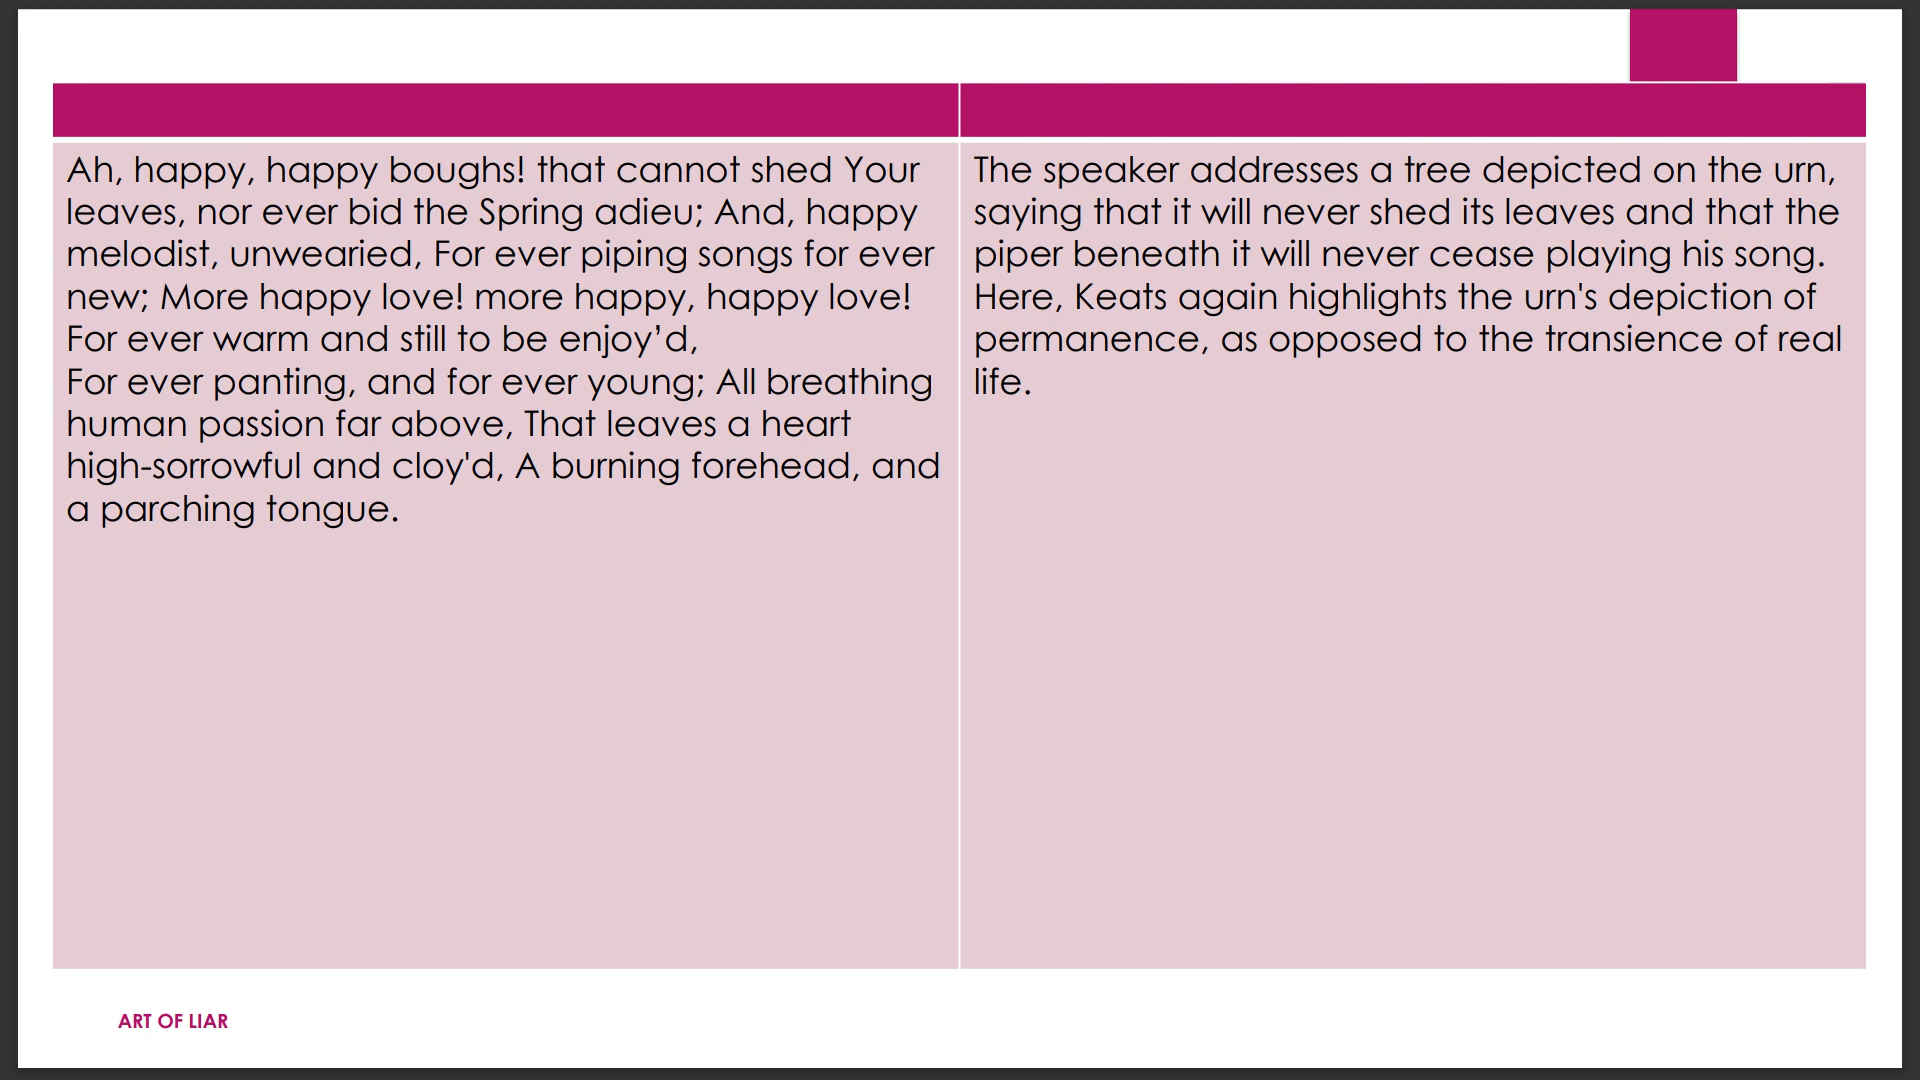 Ah, happy, happy boughs! that cannot shed Your
leaves, nor ever bid the Spring adieu; And, happy
melodist, unwearied, For ever piping songs for ever
new; More happy love! more happy, happy love!
For ever warm and still to be enjoy’d,
For ever panting, and for ever young; All breathing
human passion far above, That leaves a heart
high-sorrowful and cloy'd, A burning forehead, and
a parching tongue.
The speaker addresses a tree depicted on the urn,
saying that it will never shed its leaves and that the
piper beneath it will never cease playing his song.
Here, Keats again highlights the urn's depiction of
permanence, as opposed to the transience of real
life.
ART OF LIAR